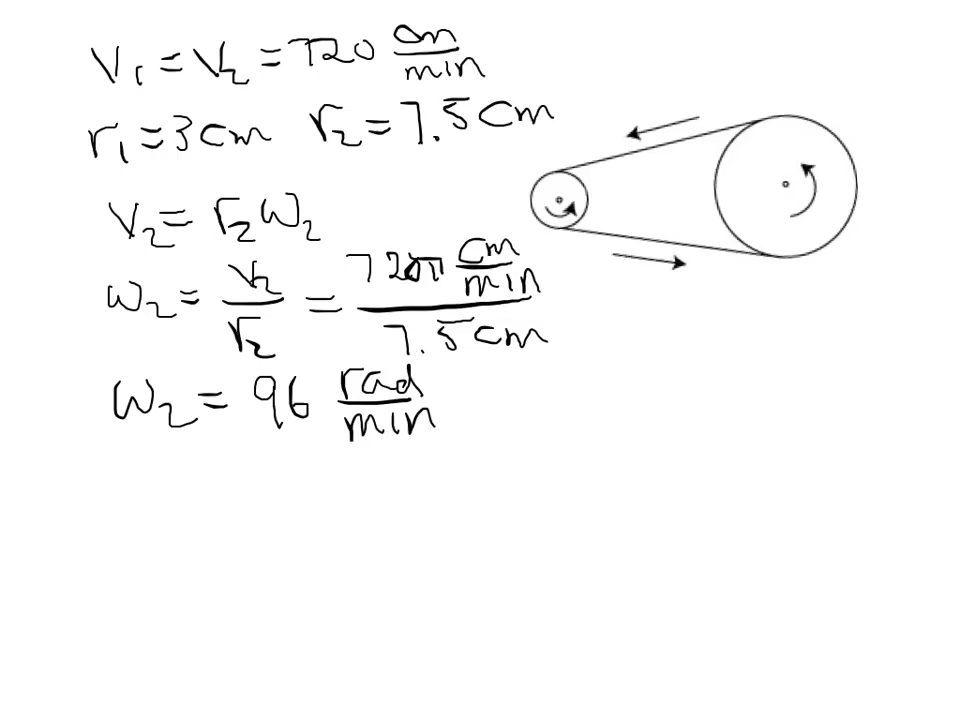 V₁ = V₂ = 720 cm/min
r₁ = 3 cm r₂ = 7.5 cm
V₂ = r₂ω₂
ω₂ = V₂/r₂ = 720π cm/min / 7.5 cm
ω₂ = 96 rad/min